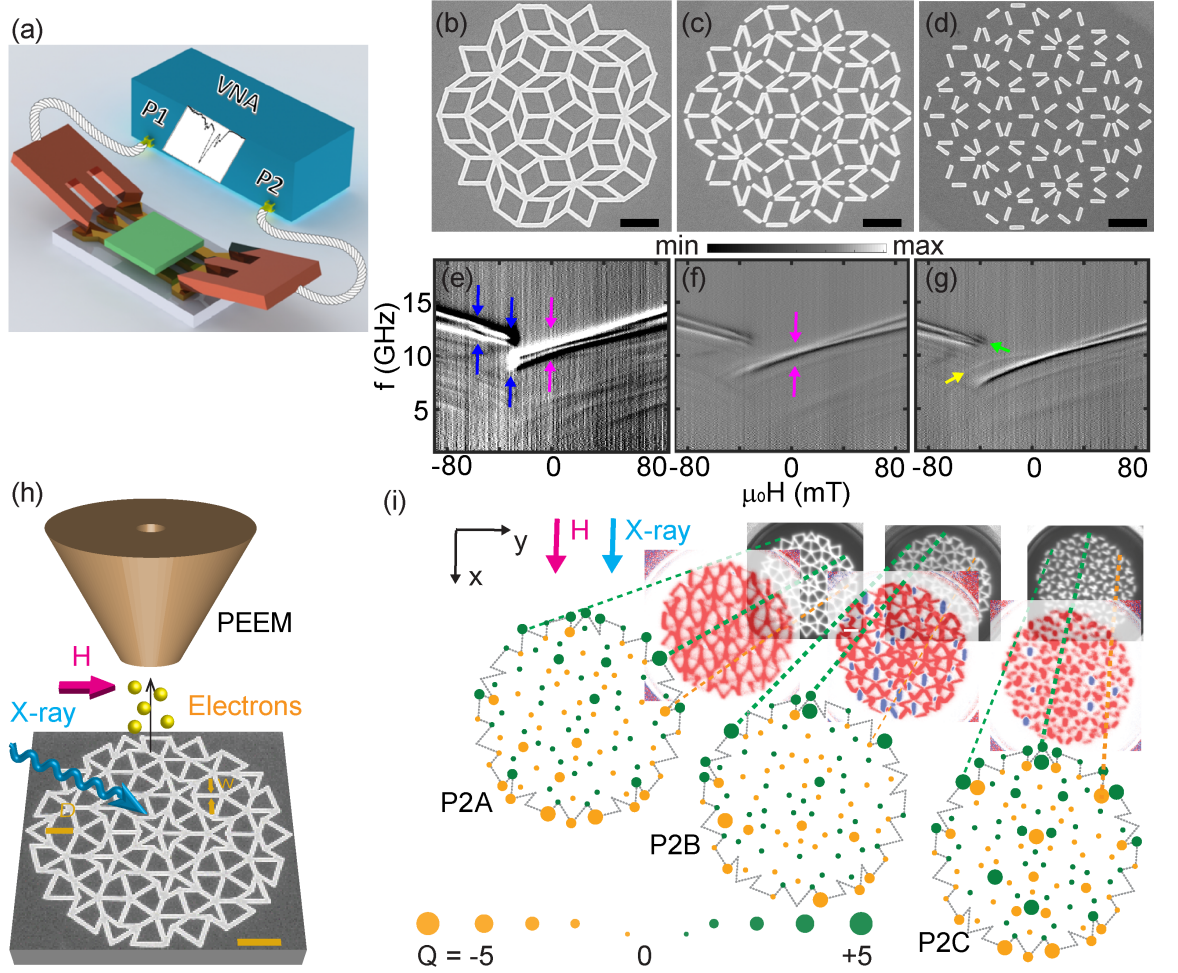 (a)
VNA
P1
P2
(b)
(c)
(d)
min
max
(e)
(f)
(g)
f (GHz)
15
10
5
-80
0
80
-80
0
80
-80
0
80
μ₀H (mT)
(h)
PEEM
H
X-ray
Electrons
W
D
(i)
y
x
H
X-ray
P2A
P2B
P2C
Q = -5
0
+5